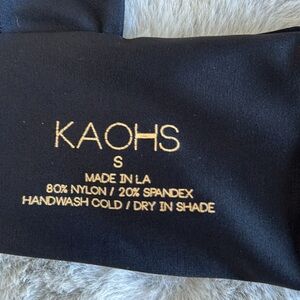 KAOHS
S
MADE IN LA
80% NYLON / 20% SPANDEX
HANDWASH COLD / DRY IN SHADE